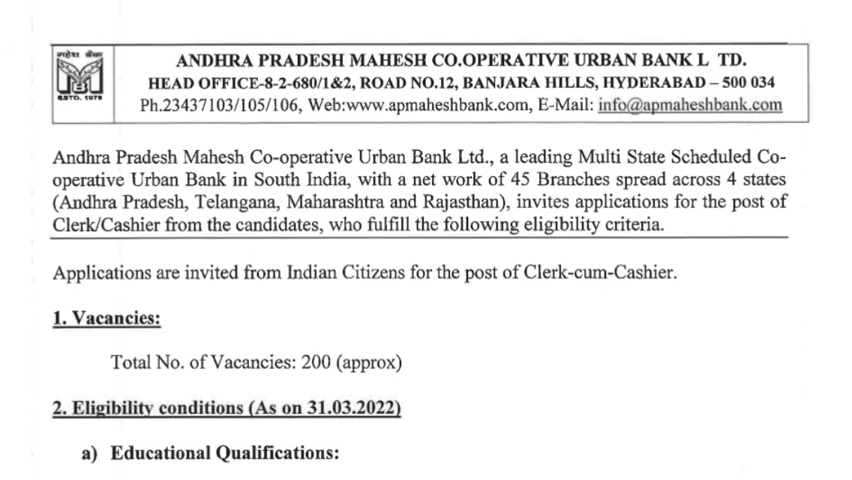 महेश बैंक
ESTD. 1978
ANDHRA PRADESH MAHESH CO.OPERATIVE URBAN BANK L TD.
HEAD OFFICE-8-2-680/1&2, ROAD NO.12, BANJARA HILLS, HYDERABAD – 500 034
Ph.23437103/105/106, Web:www.apmaheshbank.com, E-Mail: info@apmaheshbank.com
Andhra Pradesh Mahesh Co-operative Urban Bank Ltd., a leading Multi State Scheduled Co-
operative Urban Bank in South India, with a net work of 45 Branches spread across 4 states
(Andhra Pradesh, Telangana, Maharashtra and Rajasthan), invites applications for the post of
Clerk/Cashier from the candidates, who fulfill the following eligibility criteria.
Applications are invited from Indian Citizens for the post of Clerk-cum-Cashier.
1. Vacancies:
Total No. of Vacancies: 200 (approx)
2. Eligibility conditions (As on 31.03.2022)
a) Educational Qualifications: